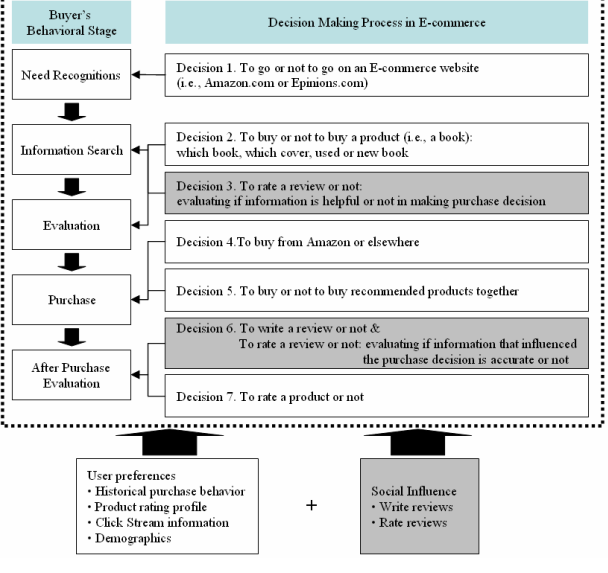 Buyer's
Behavioral Stage
Decision Making Process in E-commerce
Need Recognitions
Decision 1. To go or not to go on an E-commerce website
(i.e., Amazon.com or Epinions.com)
Information Search
Decision 2. To buy or not to buy a product (i.e., a book):
which book, which cover, used or new book
Decision 3. To rate a review or not:
evaluating if information is helpful or not in making purchase decision
Evaluation
Decision 4.To buy from Amazon or elsewhere
Purchase
Decision 5. To buy or not to buy recommended products together
Decision 6. To write a review or not &
To rate a review or not: evaluating if information that influenced
the purchase decision is accurate or not
After Purchase
Evaluation
Decision 7. To rate a product or not
User preferences
• Historical purchase behavior
• Product rating profile
• Click Stream information
• Demographics
+
Social Influence
• Write reviews
• Rate reviews